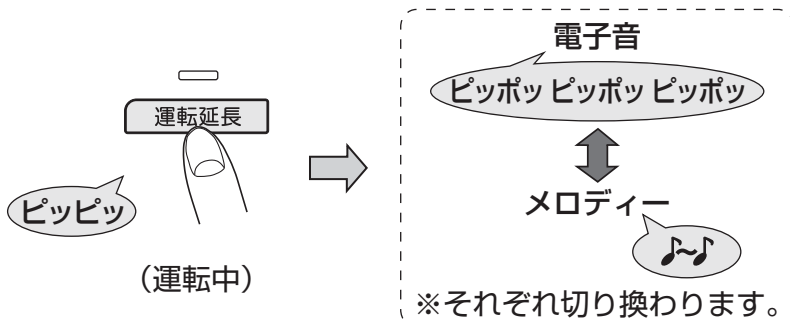 運転延長
ピッピッ
（運転中）
電子音
ピッポッ ピッポッ ピッポッ
メロディー
♪〜♪
※それぞれ切り換わります。